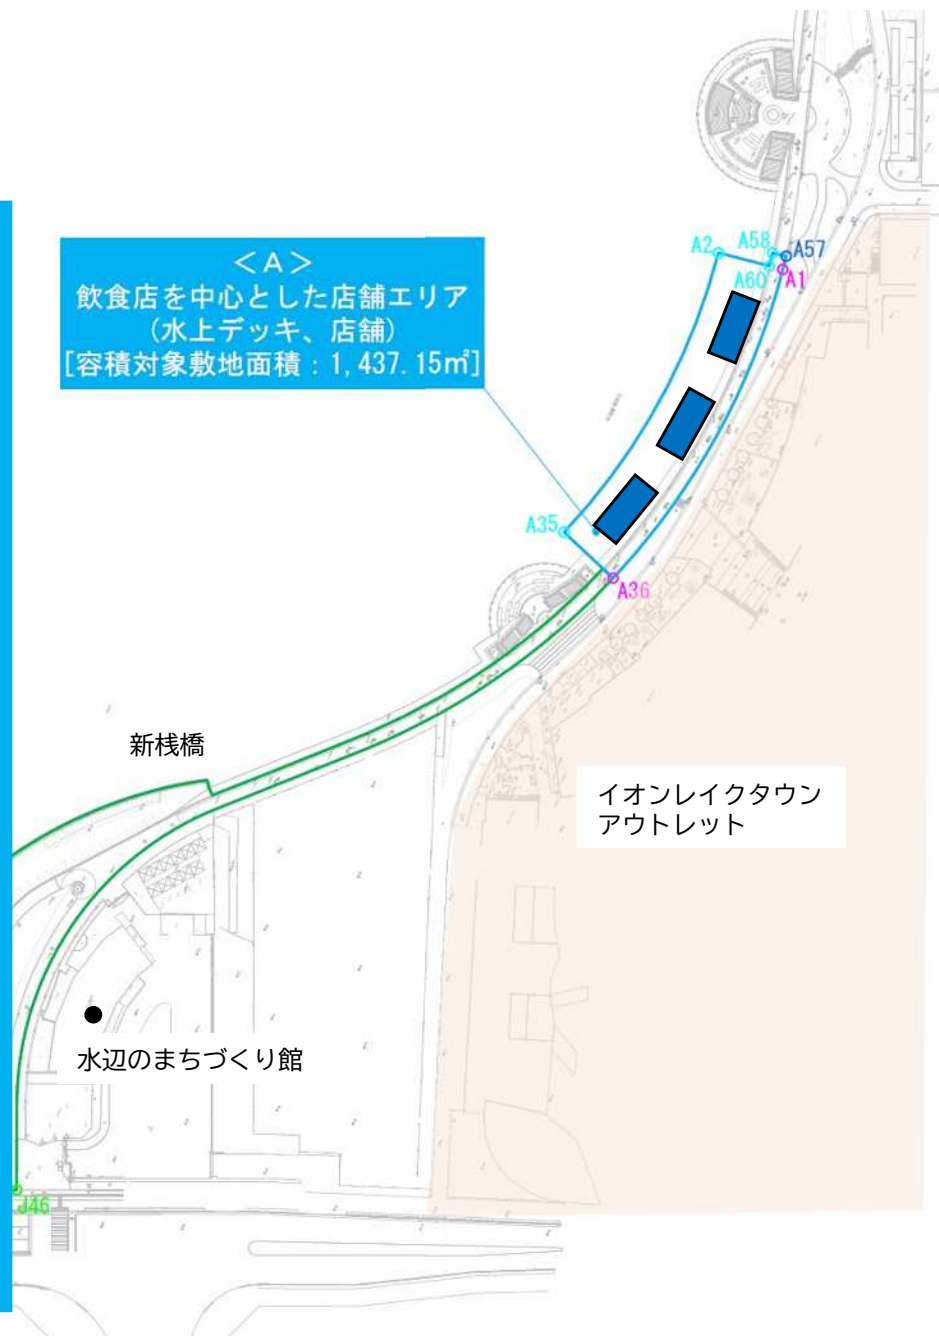 <A>
飲食店を中心とした店舗エリア
(水上デッキ、店舗)
[容積対象敷地面積：1,437.15㎡]
A2
A58
A57
A60
A1
A35
A36
新桟橋
イオンレイクタウン
アウトレット
水辺のまちづくり館
J46